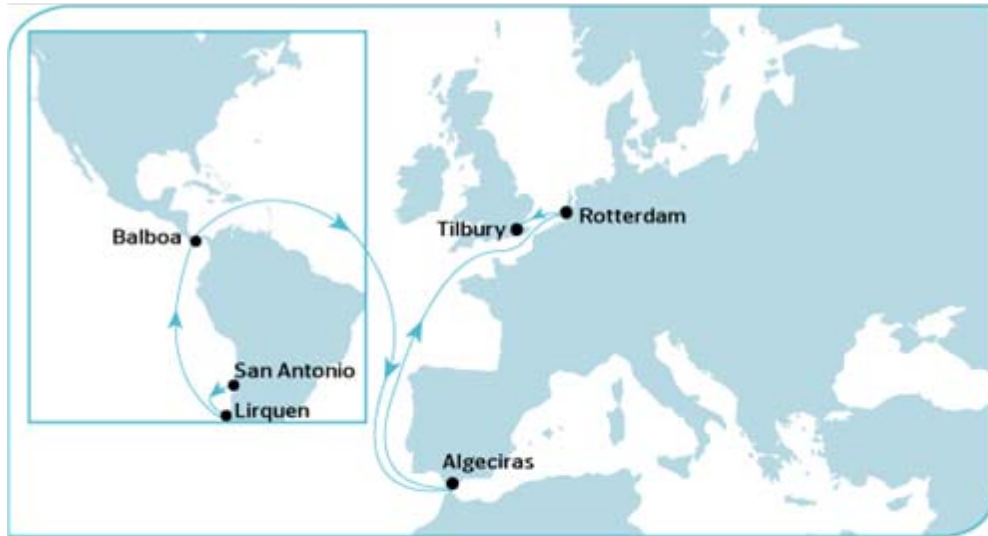 Tilbury
Rotterdam
Balboa
San Antonio
Lirquen
Algeciras